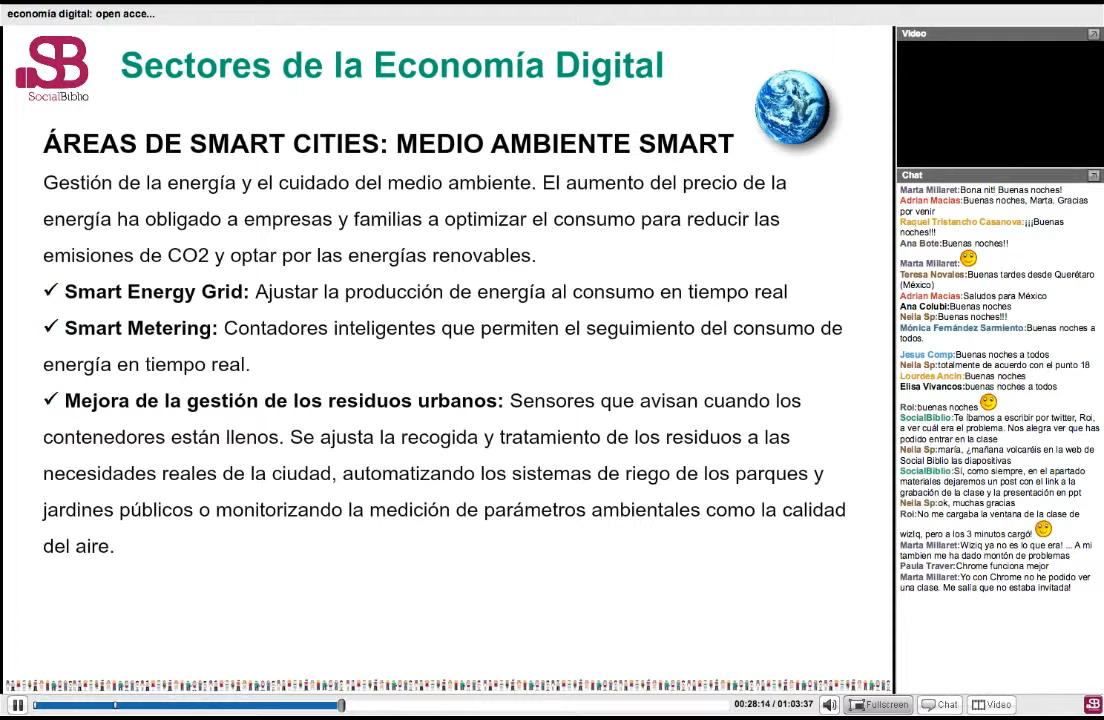 economía digital: open acce...
SB
SocialBiblio
Sectores de la Economía Digital
ÁREAS DE SMART CITIES: MEDIO AMBIENTE SMART
Gestión de la energía y el cuidado del medio ambiente. El aumento del precio de la
energía ha obligado a empresas y familias a optimizar el consumo para reducir las
emisiones de CO2 y optar por las energías renovables.
✓ Smart Energy Grid: Ajustar la producción de energía al consumo en tiempo real
✓ Smart Metering: Contadores inteligentes que permiten el seguimiento del consumo de
energía en tiempo real.
✓ Mejora de la gestión de los residuos urbanos: Sensores que avisan cuando los
contenedores están llenos. Se ajusta la recogida y tratamiento de los residuos a las
necesidades reales de la ciudad, automatizando los sistemas de riego de los parques y
jardines públicos o monitorizando la medición de parámetros ambientales como la calidad
del aire.
Video
Chat
Marta Millaret:Bona nit! Buenas noches!
Adrian Macias:Buenas noches, Marta. Gracias
por venir
Raquel Tristancho Casanova:¡¡¡Buenas
noches!!!
Ana Bote:Buenas noches!!
Marta Millaret:
Teresa Novales:Buenas tardes desde Querétaro
(México)
Adrian Macias:Saludos para México
Ana Colubi:Buenas noches
Neila Sp:Buenas noches!!!
Mónica Fernández Sarmiento:Buenas noches a
todos.
Jesus Comp:Buenas noches a todos
Neila Sp:totalmente de acuerdo con el punto 18
Lourdes Ancin:Buenas noches
Elisa Vivancos:buenas noches a todos
Roi:buenas noches
SocialBiblio:Te íbamos a escribir por twitter, Roi,
a ver cuál era el problema. Nos alegra ver que has
podido entrar en la clase
Neila Sp:maría, ¿mañana volcaréis en la web de
Social Biblio las diapositivas
SocialBiblio:Sí, como siempre, en el apartado
materiales dejaremos un post con el link a la
grabación de la clase y la presentación en ppt
Neila Sp:ok, muchas gracias
Roi:No me cargaba la ventana de la clase de
wizIq, pero a los 3 minutos cargó!
Marta Millaret:Wiziq ya no es lo que era! ... A mi
tambien me ha dado montón de problemas
Paula Traver:Chrome funciona mejor
Marta Millaret:Yo con Chrome no he podido ver
una clase. Me salía que no estaba invitada!
00:28:14 / 01:03:37
Fullscreen
Chat
Video
SB